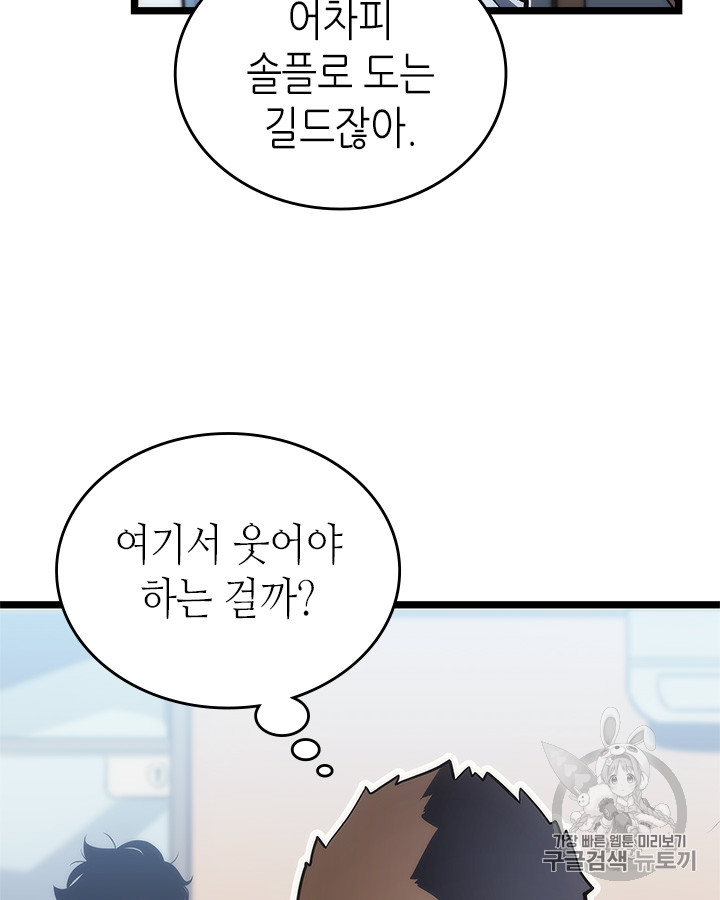 어차피
솔플로 도는
길드잖아.
여기서 웃어야
하는 걸까?
가장 빠른 웹툰 미리보기
구글검색 뉴토끼